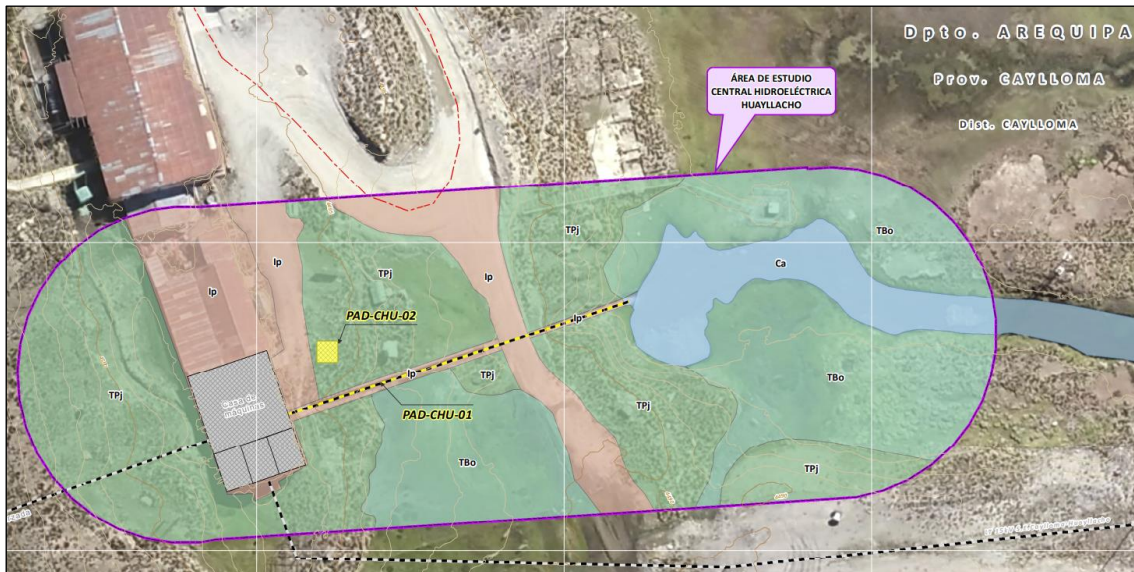 Dpto. AREQUIPA
Prov. CAYLLOMA
Dist. CAYLLOMA
ÁREA DE ESTUDIO
CENTRAL HIDROELÉCTRICA
HUAYLLACHO
TPj
TBo
Ip
TPj
Ip
Ca
Ip
PAD-CHU-02
Ip
TPj
TBo
TPj
Casa de
máquinas
PAD-CHU-01
TPj
TBo
TPj